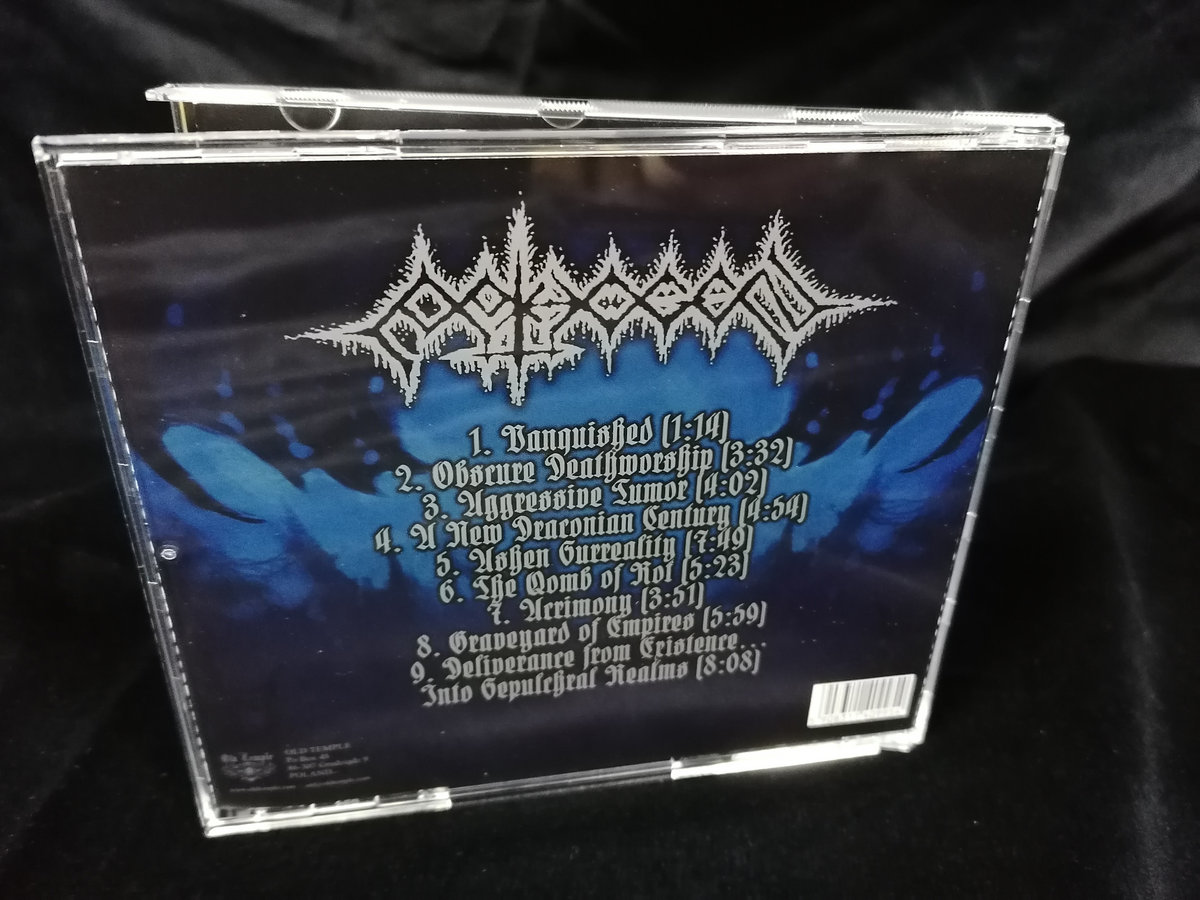 1. Vanquished (1:14)
2. Obscure Deathworship (3:32)
3. Aggressive Tumor (4:02)
4. A New Draconian Century (4:54)
5. Ashen Surreality (7:49)
6. The Womb of Rot (5:23)
7. Acrimony (3:51)
8. Graveyard of Empires (5:59)
9. Deliverance from Existence...
Into Sepulchral Realms (8:08)
Old Temple
OLD TEMPLE
POLAND